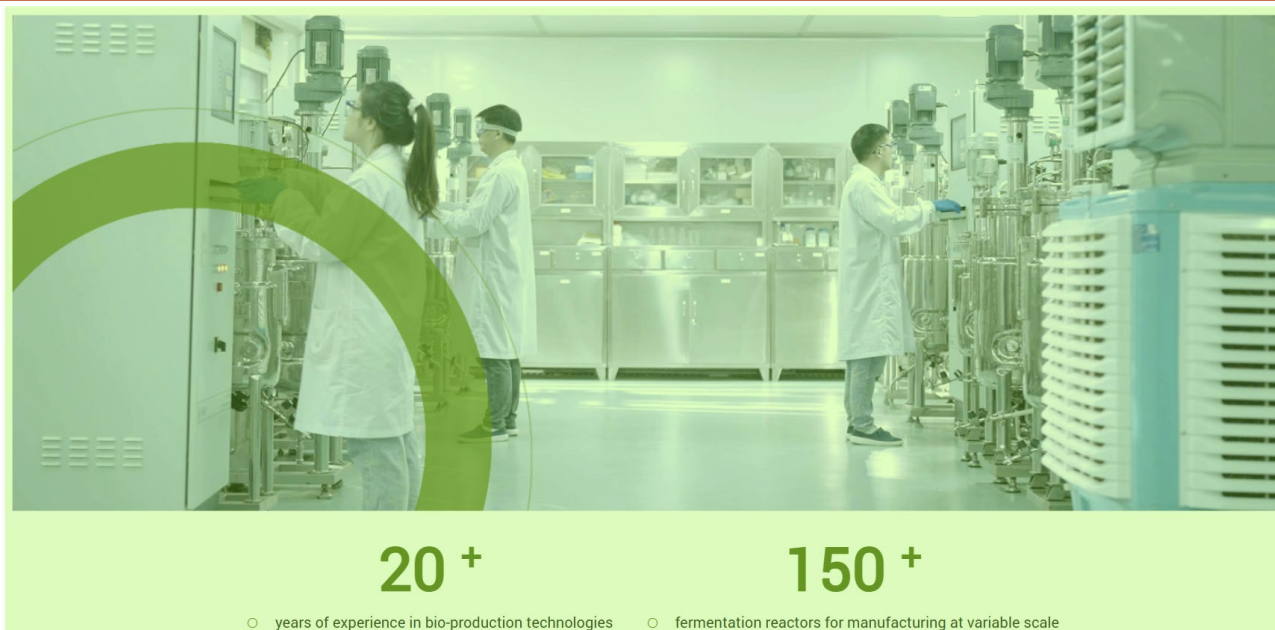 20 +
150 +
years of experience in bio-production technologies
fermentation reactors for manufacturing at variable scale